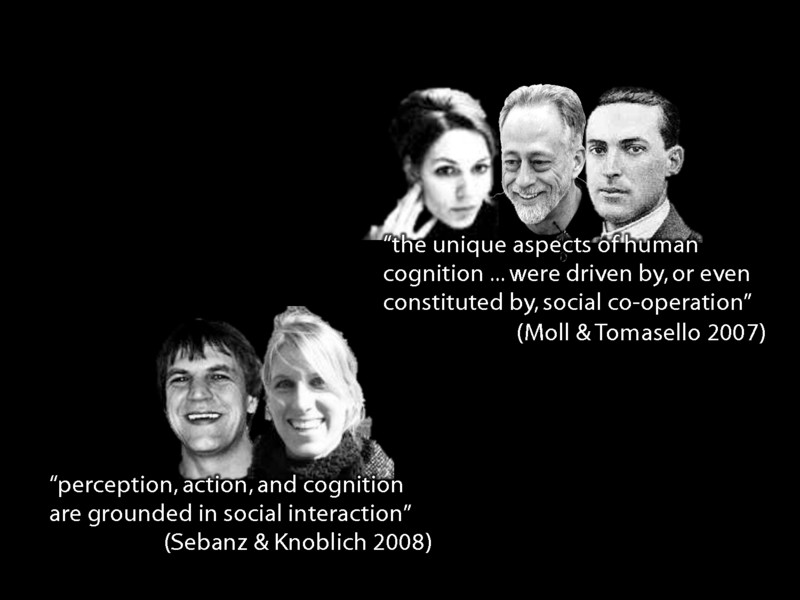 “the unique aspects of human
cognition ... were driven by, or even
constituted by, social co-operation”
(Moll & Tomasello 2007)
“perception, action, and cognition
are grounded in social interaction”
(Sebanz & Knoblich 2008)